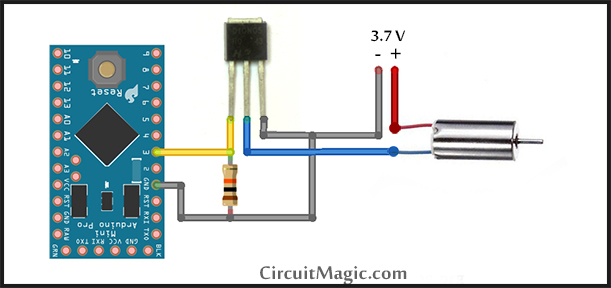 3.7 V
- +
10 9
11 8
12 7
13 6
A0 5
A1 4
A2 3
A3 2
VCC GND
RST RST
GND RXI
RAW TXO
Reset
Arduino Pro
Mini
GRN TXO RXI VCC GND BLK
CircuitMagic.com